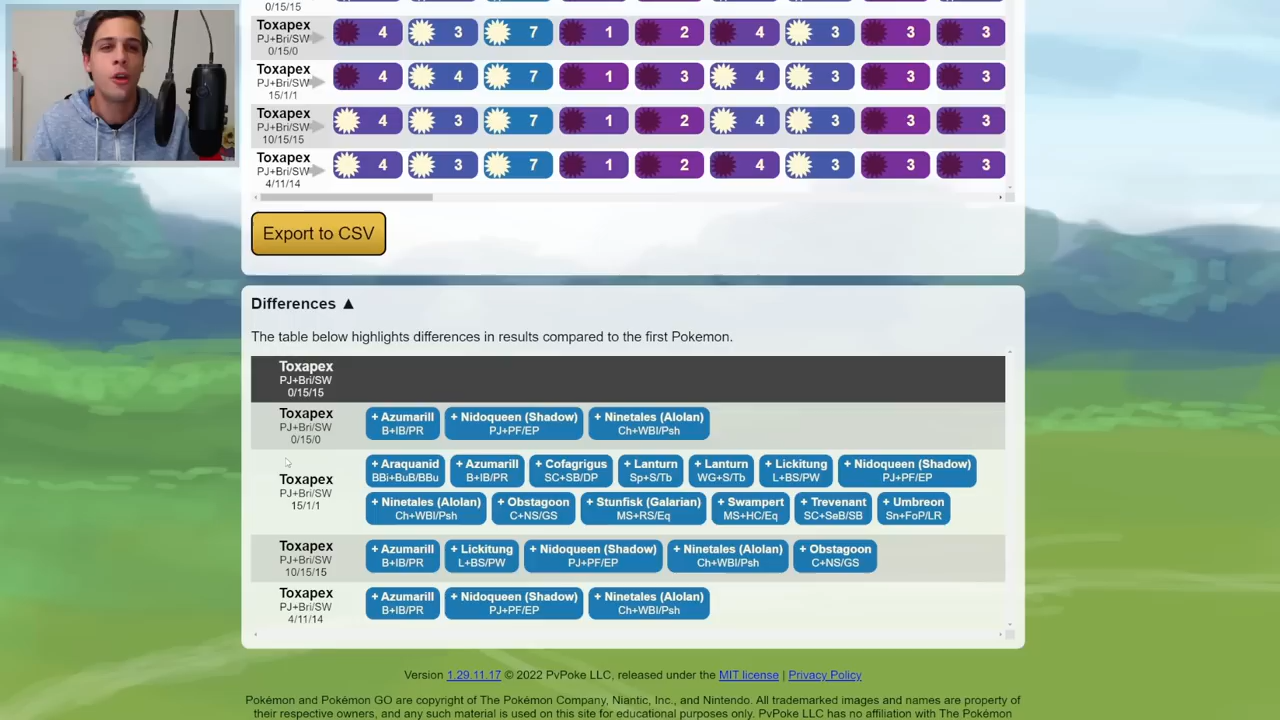 0/15/15
Toxapex
PJ+Bri/SW
0/15/0
4 3 7 1 2 4 3 3 3
Toxapex
PJ+Bri/SW
15/1/1
4 4 7 1 3 4 3 3 3
Toxapex
PJ+Bri/SW
10/15/15
4 3 7 1 2 4 3 3 3
Toxapex
PJ+Bri/SW
4/11/14
4 3 7 1 2 4 3 3 3
Export to CSV
Differences ▲
The table below highlights differences in results compared to the first Pokemon.
Toxapex
PJ+Bri/SW
0/15/15
Toxapex
PJ+Bri/SW
0/15/0
+ Azumarill
B+IB/PR
+ Nidoqueen (Shadow)
PJ+PF/EP
+ Ninetales (Alolan)
Ch+WBI/Psh
Toxapex
PJ+Bri/SW
15/1/1
+ Araquanid
BBi+BuB/BBu
+ Azumarill
B+IB/PR
+ Cofagrigus
SC+SB/DP
+ Lanturn
Sp+S/Tb
+ Lanturn
WG+S/Tb
+ Lickitung
L+BS/PW
+ Nidoqueen (Shadow)
PJ+PF/EP
+ Ninetales (Alolan)
Ch+WBI/Psh
+ Obstagoon
C+NS/GS
+ Stunfisk (Galarian)
MS+RS/Eq
+ Swampert
MS+HC/Eq
+ Trevenant
SC+SeB/SB
+ Umbreon
Sn+FoP/LR
Toxapex
PJ+Bri/SW
10/15/15
+ Azumarill
B+IB/PR
+ Lickitung
L+BS/PW
+ Nidoqueen (Shadow)
PJ+PF/EP
+ Ninetales (Alolan)
Ch+WBI/Psh
+ Obstagoon
C+NS/GS
Toxapex
PJ+Bri/SW
4/11/14
+ Azumarill
B+IB/PR
+ Nidoqueen (Shadow)
PJ+PF/EP
+ Ninetales (Alolan)
Ch+WBI/Psh
Version 1.29.11.17 © 2022 PvPoke LLC, released under the MIT license | Privacy Policy
Pokémon and Pokémon GO are copyright of The Pokémon Company, Niantic, Inc., and Nintendo. All trademarked images and names are property of
their respective owners, and any such material is used on this site for educational purposes only. PvPoke LLC has no affiliation with The Pokémon